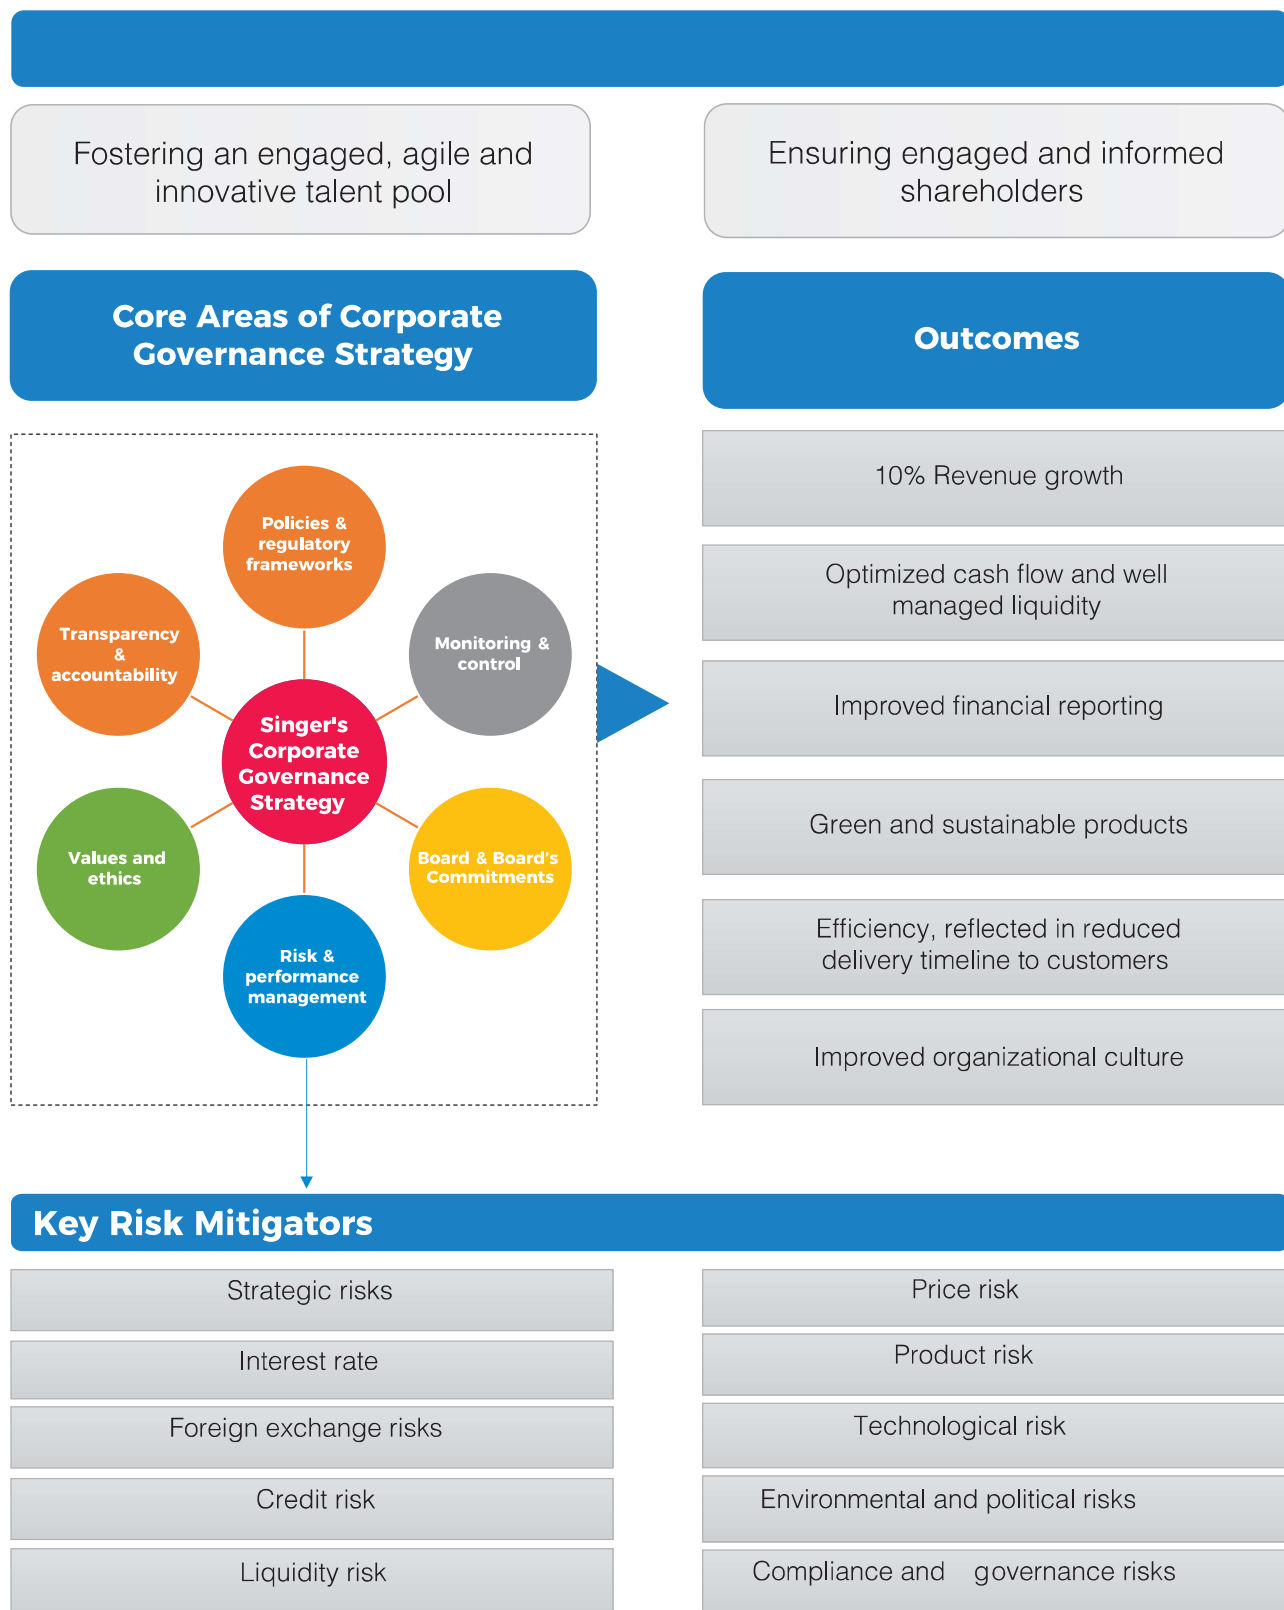 Fostering an engaged, agile and
innovative talent pool
Ensuring engaged and informed
shareholders
Core Areas of Corporate
Governance Strategy
Policies &
regulatory
frameworks
Transparency
&
accountability
Monitoring &
control
Singer's
Corporate
Governance
Strategy
Values and
ethics
Board & Board's
Commitments
Risk &
performance
management
Outcomes
10% Revenue growth
Optimized cash flow and well
managed liquidity
Improved financial reporting
Green and sustainable products
Efficiency, reflected in reduced
delivery timeline to customers
Improved organizational culture
Key Risk Mitigators
Strategic risks
Interest rate
Foreign exchange risks
Credit risk
Liquidity risk
Price risk
Product risk
Technological risk
Environmental and political risks
Compliance and governance risks